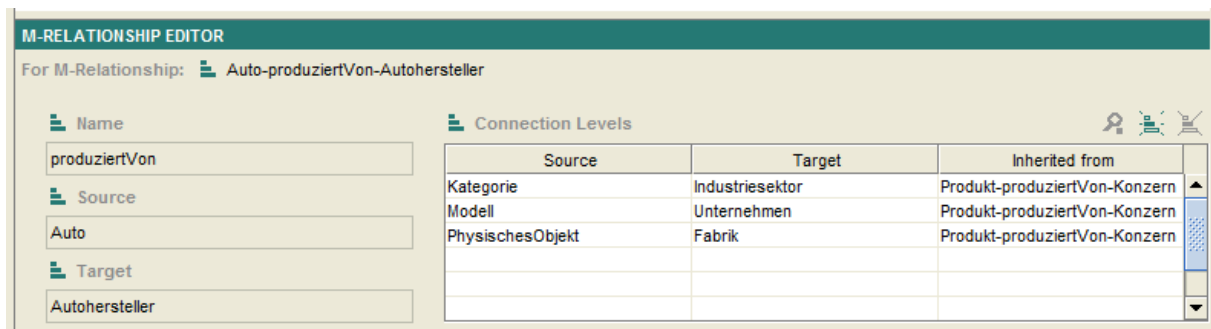 M-RELATIONSHIP EDITOR
For M-Relationship: Auto-produziertVon-Autohersteller
Name
produziertVon
Source
Auto
Target
Autohersteller
Connection Levels
Source Target Inherited from
Kategorie Industriesektor Produkt-produziertVon-Konzern
Modell Unternehmen Produkt-produziertVon-Konzern
PhysischesObjekt Fabrik Produkt-produziertVon-Konzern